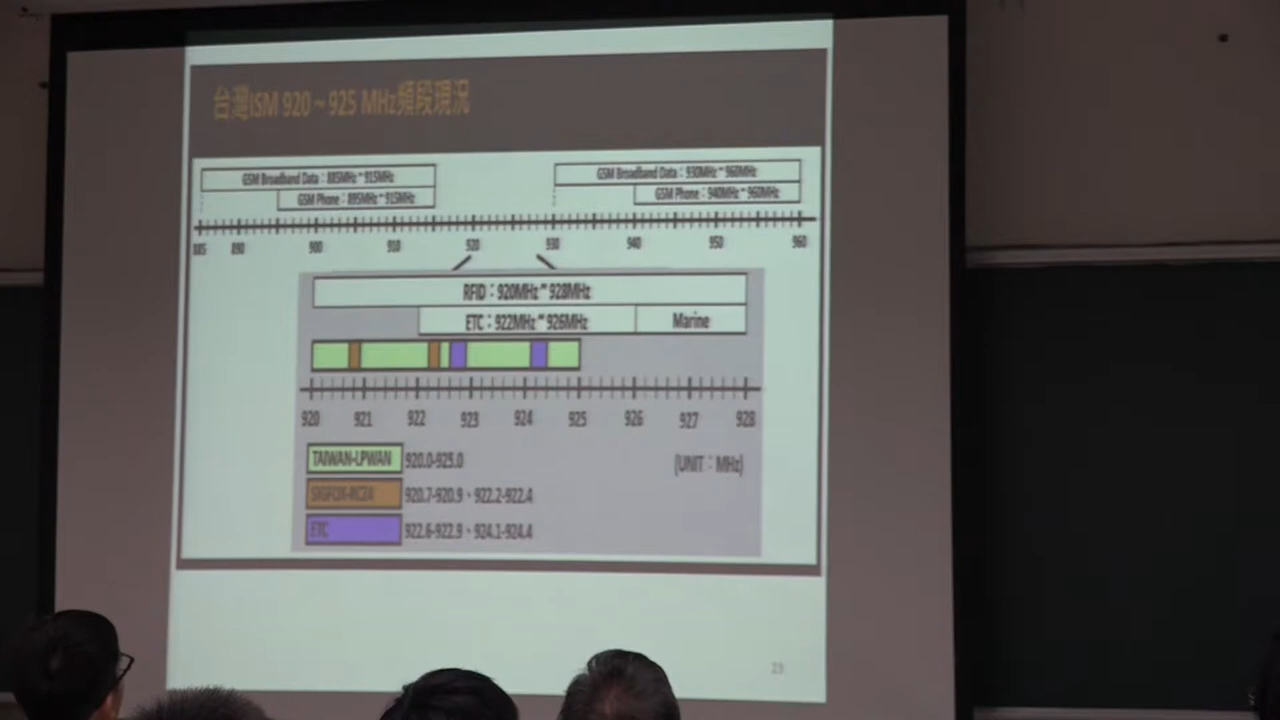 台灣ISM 920 ~ 925 MHz頻段現況
GSM Broadband Data：885MHz~915MHz
GSM Phone：895MHz~915MHz
GSM Broadband Data：930MHz~960MHz
GSM Phone：940MHz~960MHz
885 890 900 910 920 930 940 950 960
RFID：920MHz~928MHz
ETC：922MHz~926MHz
Marine
920 921 922 923 924 925 926 927 928
(UNIT：MHz)
TAIWAN-LPWAN 920.0-925.0
SIGFOX-RCZ4 920.7-920.9、922.2-922.4
ETC 922.6-922.9、924.1-924.4
23